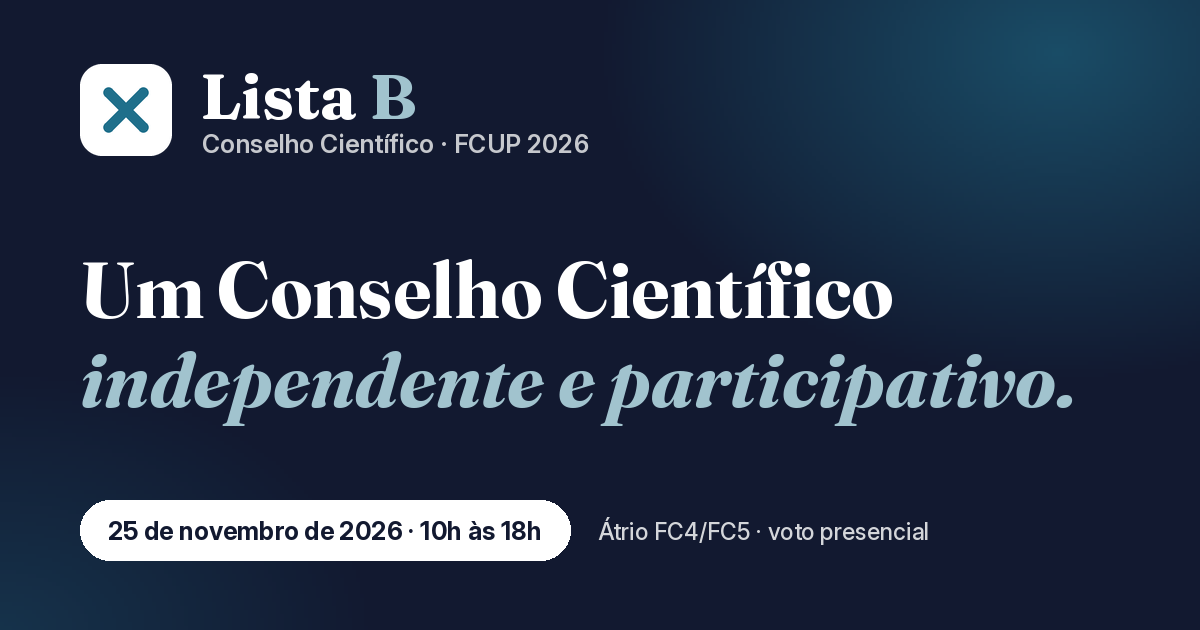 Lista B
Conselho Científico · FCUP 2026
Um Conselho Científico
independente e participativo.
25 de novembro de 2026 · 10h às 18h
Átrio FC4/FC5 · voto presencial